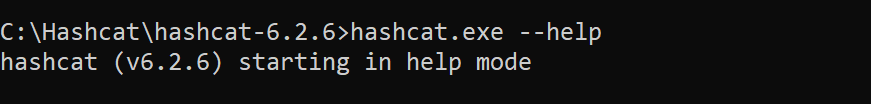 C:\Hashcat\hashcat-6.2.6>hashcat.exe --help
hashcat (v6.2.6) starting in help mode